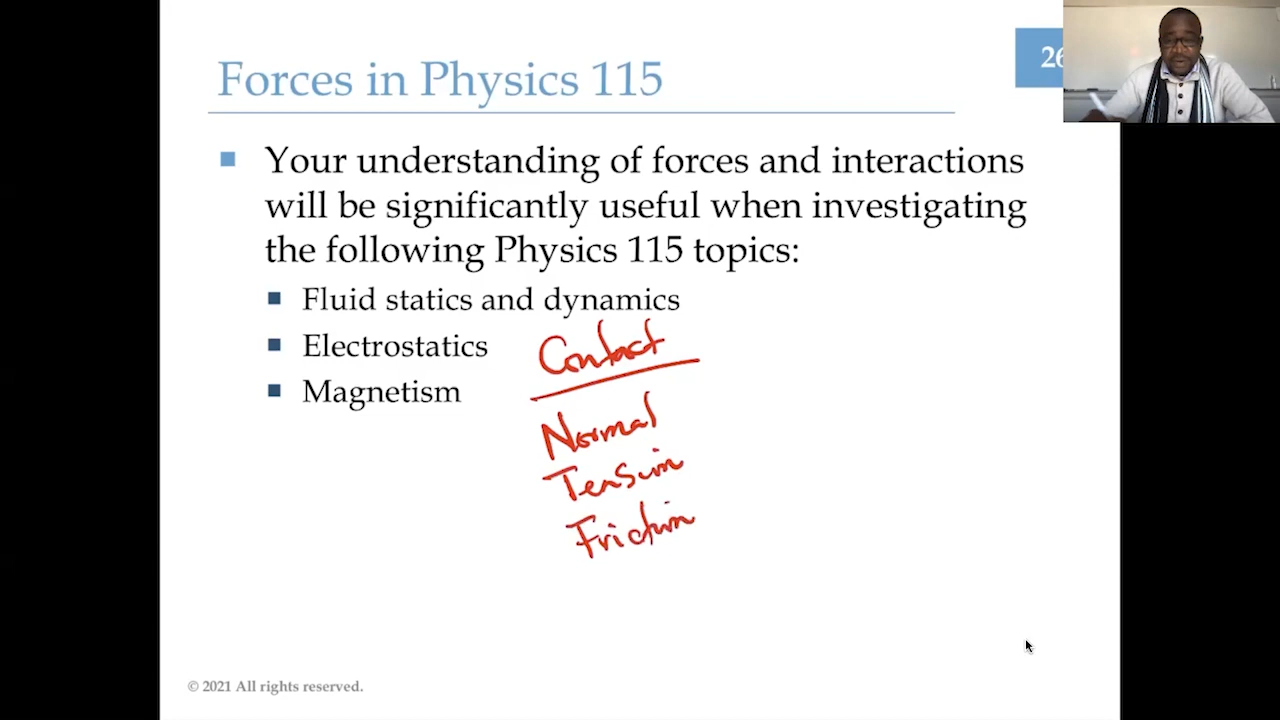 Forces in Physics 115
26
Your understanding of forces and interactions
will be significantly useful when investigating
the following Physics 115 topics:
Fluid statics and dynamics
Electrostatics
Magnetism
Contact
Normal
Tension
Friction
© 2021 All rights reserved.